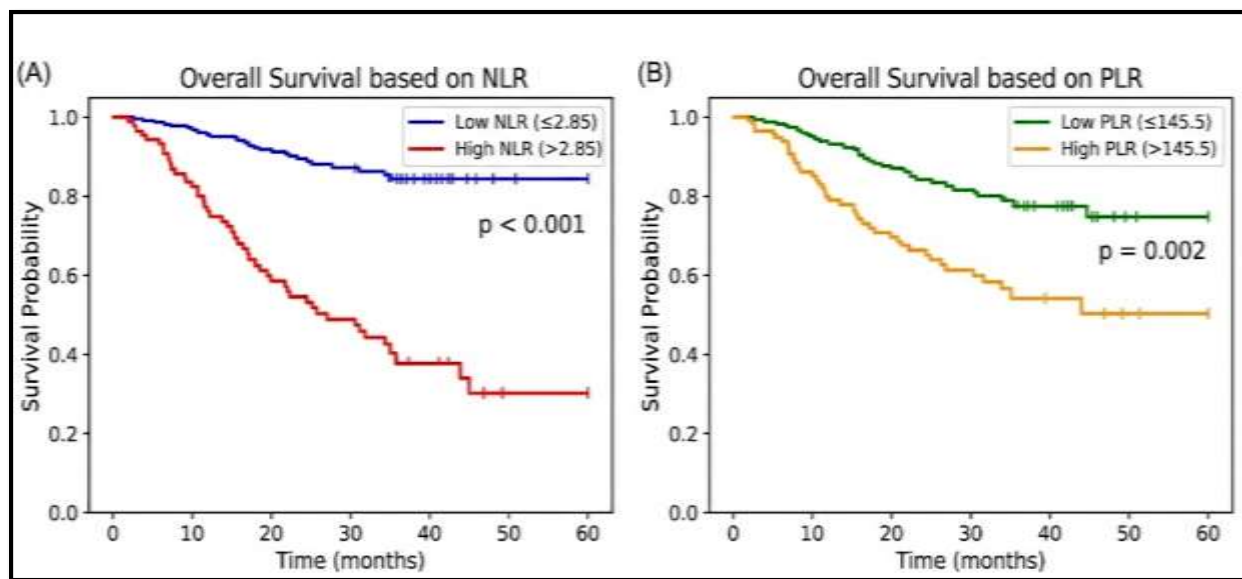 (A) Overall Survival based on NLR
1.0
0.8
0.6
0.4
0.2
0.0
Survival Probability
Low NLR (≤2.85)
High NLR (>2.85)
p < 0.001
0 10 20 30 40 50 60
Time (months)
(B) Overall Survival based on PLR
1.0
0.8
0.6
0.4
0.2
0.0
Survival Probability
Low PLR (≤145.5)
High PLR (>145.5)
p = 0.002
0 10 20 30 40 50 60
Time (months)